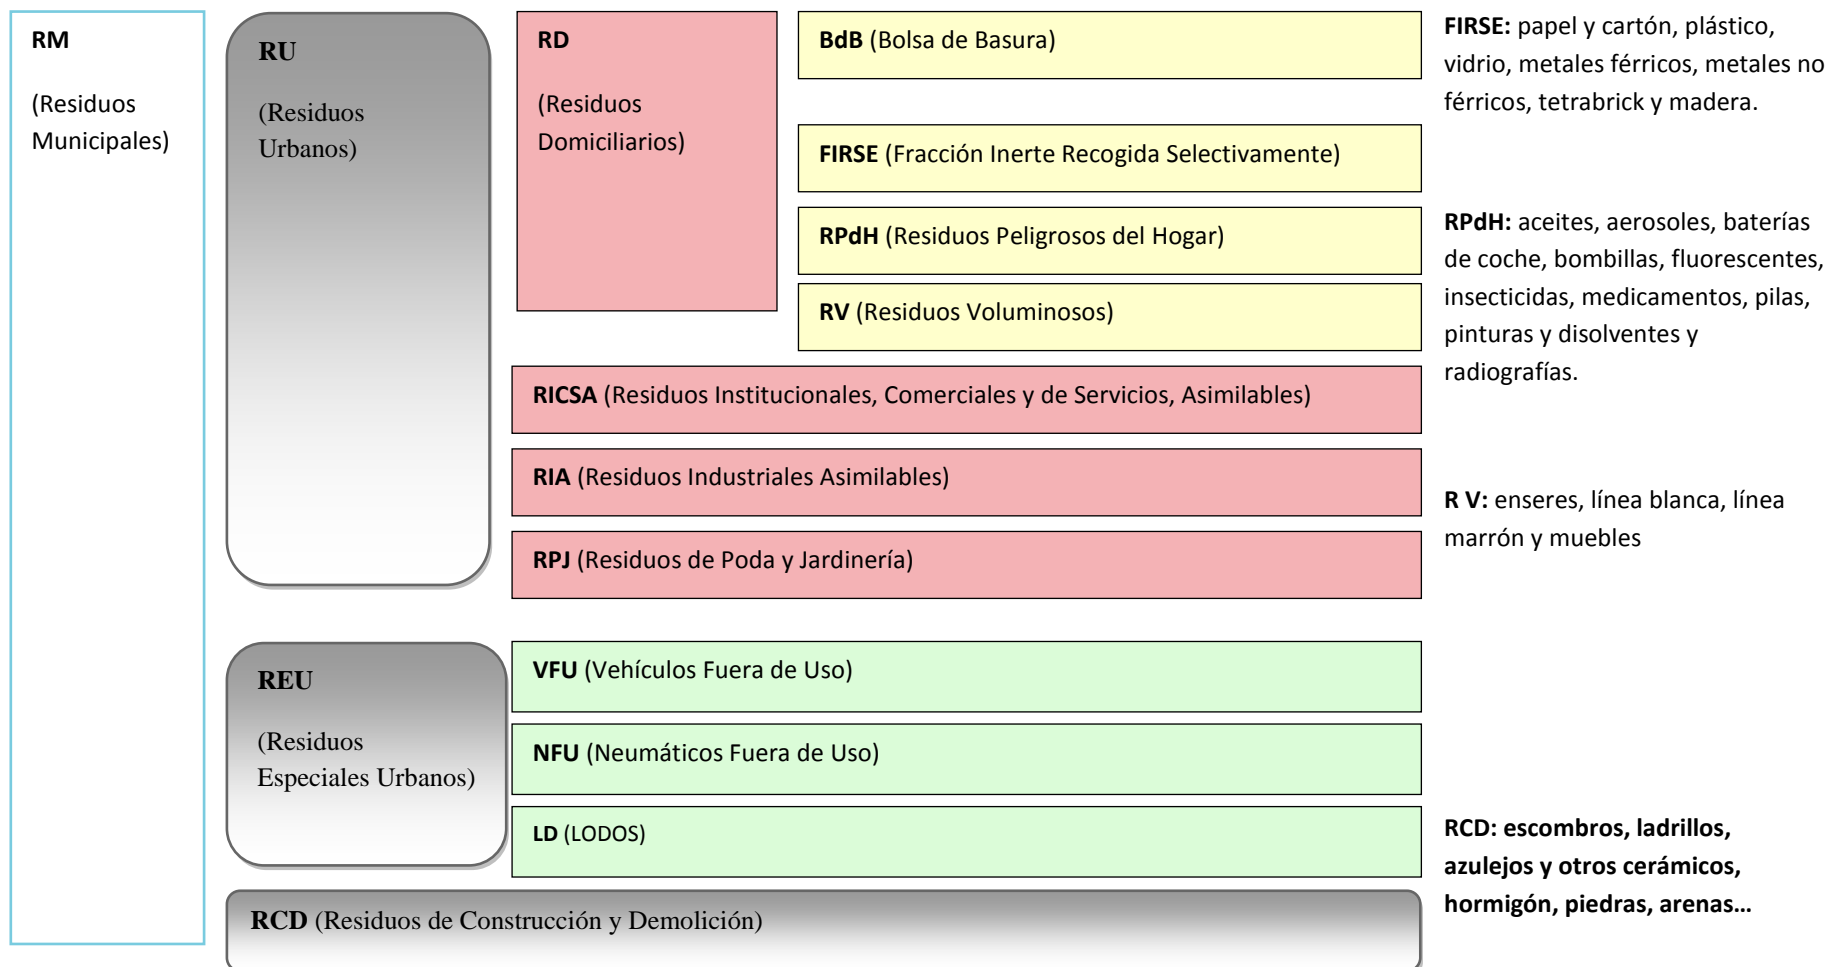 RM
(Residuos
Municipales)
RU
(Residuos
Urbanos)
RD
(Residuos
Domiciliarios)
BdB (Bolsa de Basura)
FIRSE (Fracción Inerte Recogida Selectivamente)
RPdH (Residuos Peligrosos del Hogar)
RV (Residuos Voluminosos)
RICSA (Residuos Institucionales, Comerciales y de Servicios, Asimilables)
RIA (Residuos Industriales Asimilables)
RPJ (Residuos de Poda y Jardinería)
REU
(Residuos
Especiales Urbanos)
VFU (Vehículos Fuera de Uso)
NFU (Neumáticos Fuera de Uso)
LD (LODOS)
RCD (Residuos de Construcción y Demolición)
FIRSE: papel y cartón, plástico,
vidrio, metales férricos, metales no
férricos, tetrabrick y madera.
RPdH: aceites, aerosoles, baterías
de coche, bombillas, fluorescentes,
insecticidas, medicamentos, pilas,
pinturas y disolventes y
radiografías.
R V: enseres, línea blanca, línea
marrón y muebles
RCD: escombros, ladrillos,
azulejos y otros cerámicos,
hormigón, piedras, arenas…